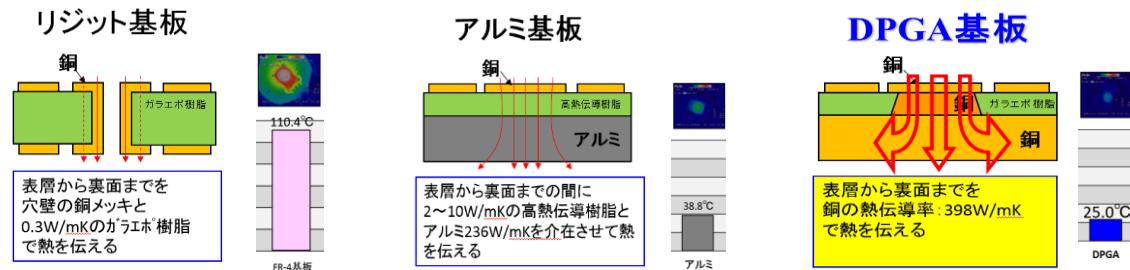 リジット基板
銅
ガラエポ樹脂
110.4℃
表層から裏面までを
穴壁の銅メッキと
0.3W/mKのガラエポ樹脂
で熱を伝える
FR-4基板
アルミ基板
銅
高熱伝導樹脂
アルミ
38.8℃
表層から裏面までの間に
2～10W/mKの高熱伝導樹脂と
アルミ236W/mKを介在させて熱
を伝える
アルミ
DPGA基板
銅
銅
ガラエポ樹脂
銅
25.0℃
表層から裏面までを
銅の熱伝導率：398W/mK
で熱を伝える
DPGA